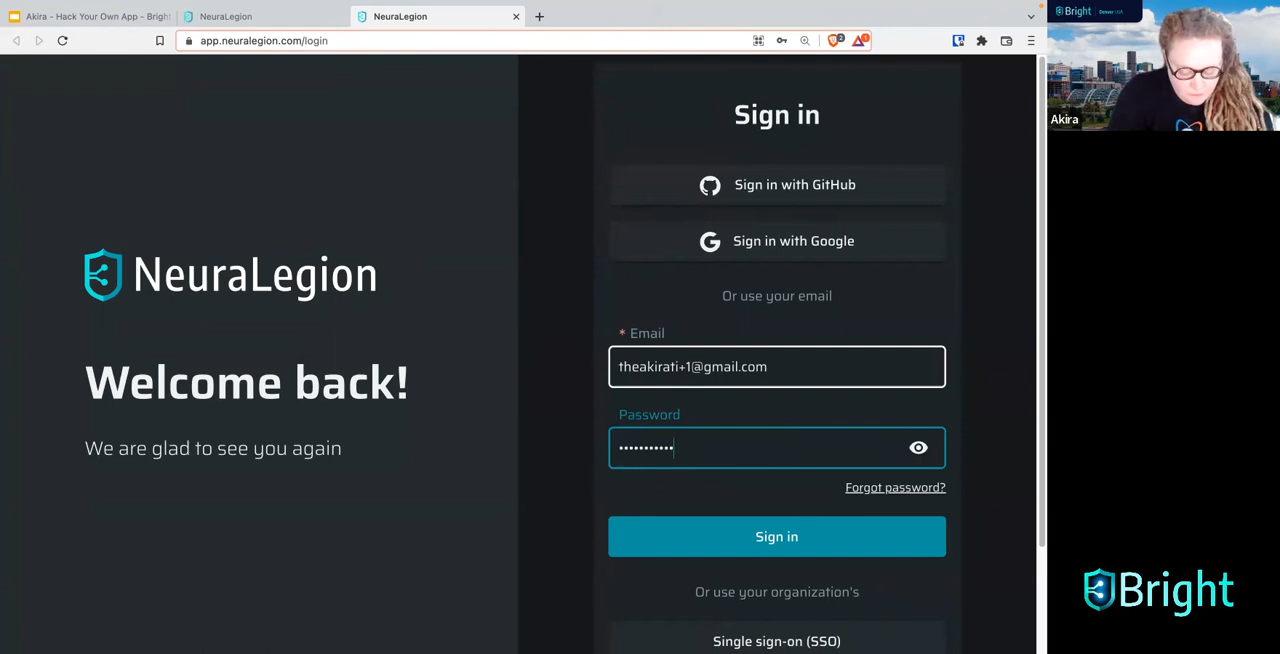 Akira - Hack Your Own App - Bright
NeuraLegion
NeuraLegion
app.neuralegion.com/login
2
1
Bright
Akira
Sign in
Sign in with GitHub
Sign in with Google
Or use your email
* Email
theakirati+1@gmail.com
Password
•••••••••••
Forgot password?
Sign in
Or use your organization's
Single sign-on (SSO)
NeuraLegion
Welcome back!
We are glad to see you again
Bright